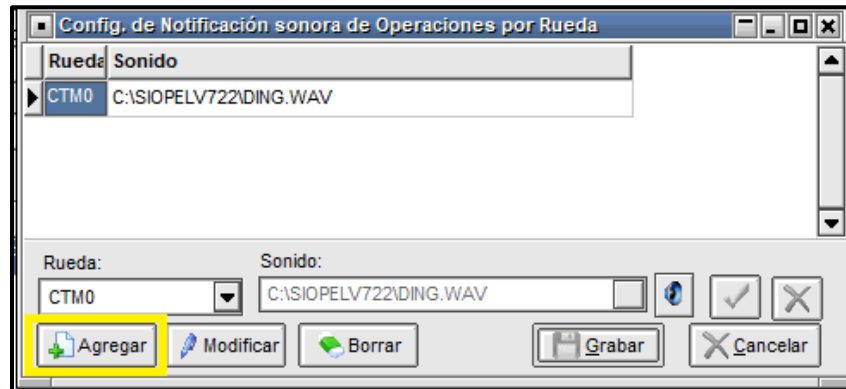 Config. de Notificación sonora de Operaciones por Rueda
Rueda Sonido
CTM0 C:\SIOPELV722\DING.WAV
Rueda: Sonido:
CTM0 C:\SIOPELV722\DING.WAV
Agregar Modificar Borrar Grabar Cancelar